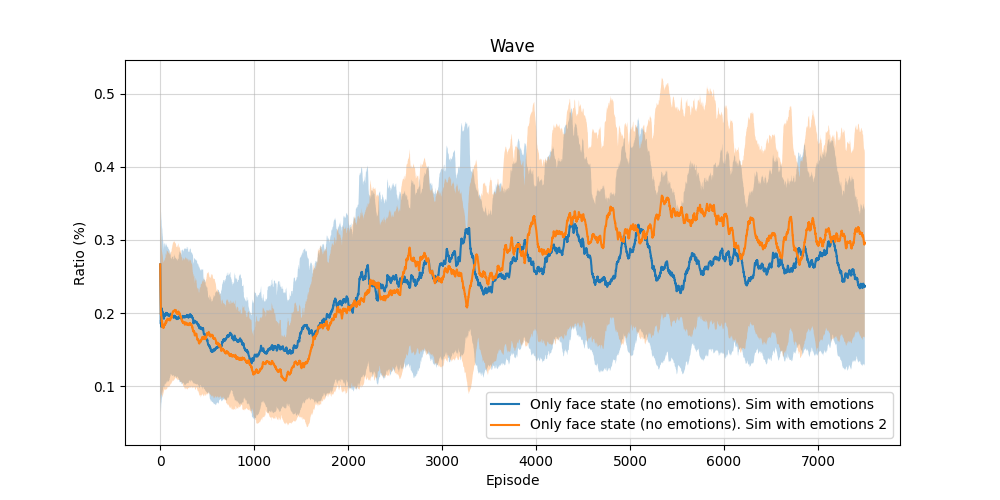 Wave
Ratio (%)
0.5
0.4
0.3
0.2
0.1
0 1000 2000 3000 4000 5000 6000 7000
Episode
Only face state (no emotions). Sim with emotions
Only face state (no emotions). Sim with emotions 2